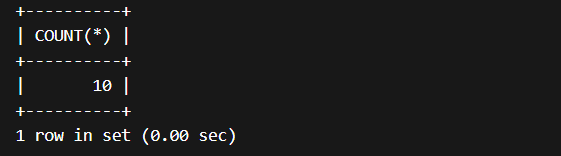 +----------+
| COUNT(*) |
+----------+
|       10 |
+----------+
1 row in set (0.00 sec)